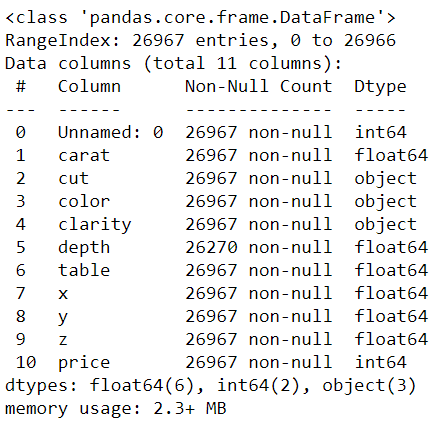 <class 'pandas.core.frame.DataFrame'>
RangeIndex: 26967 entries, 0 to 26966
Data columns (total 11 columns):
 #   Column      Non-Null Count  Dtype
---  ------      --------------  -----
 0   Unnamed: 0  26967 non-null  int64
 1   carat       26967 non-null  float64
 2   cut         26967 non-null  object
 3   color       26967 non-null  object
 4   clarity     26967 non-null  object
 5   depth       26270 non-null  float64
 6   table       26967 non-null  float64
 7   x           26967 non-null  float64
 8   y           26967 non-null  float64
 9   z           26967 non-null  float64
 10  price       26967 non-null  int64
dtypes: float64(6), int64(2), object(3)
memory usage: 2.3+ MB